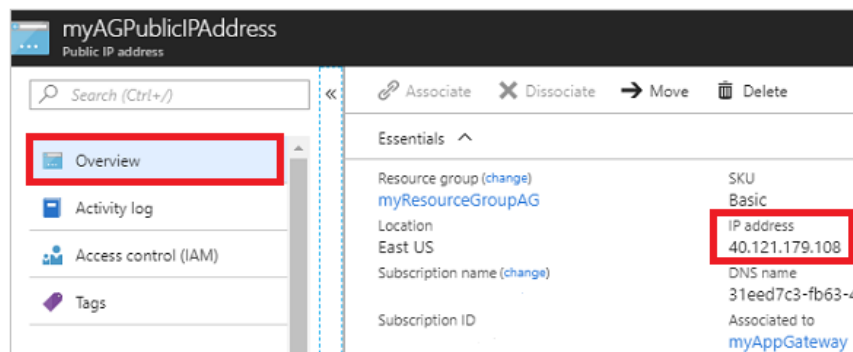 myAGPublicIPAddress
Public IP address
Search (Ctrl+/)
«
Overview
Activity log
Access control (IAM)
Tags
Associate Dissociate Move Delete
Essentials
Resource group (change)
myResourceGroupAG
Location
East US
Subscription name (change)
Subscription ID
SKU
Basic
IP address
40.121.179.108
DNS name
31eed7c3-fb63-
Associated to
myAppGateway